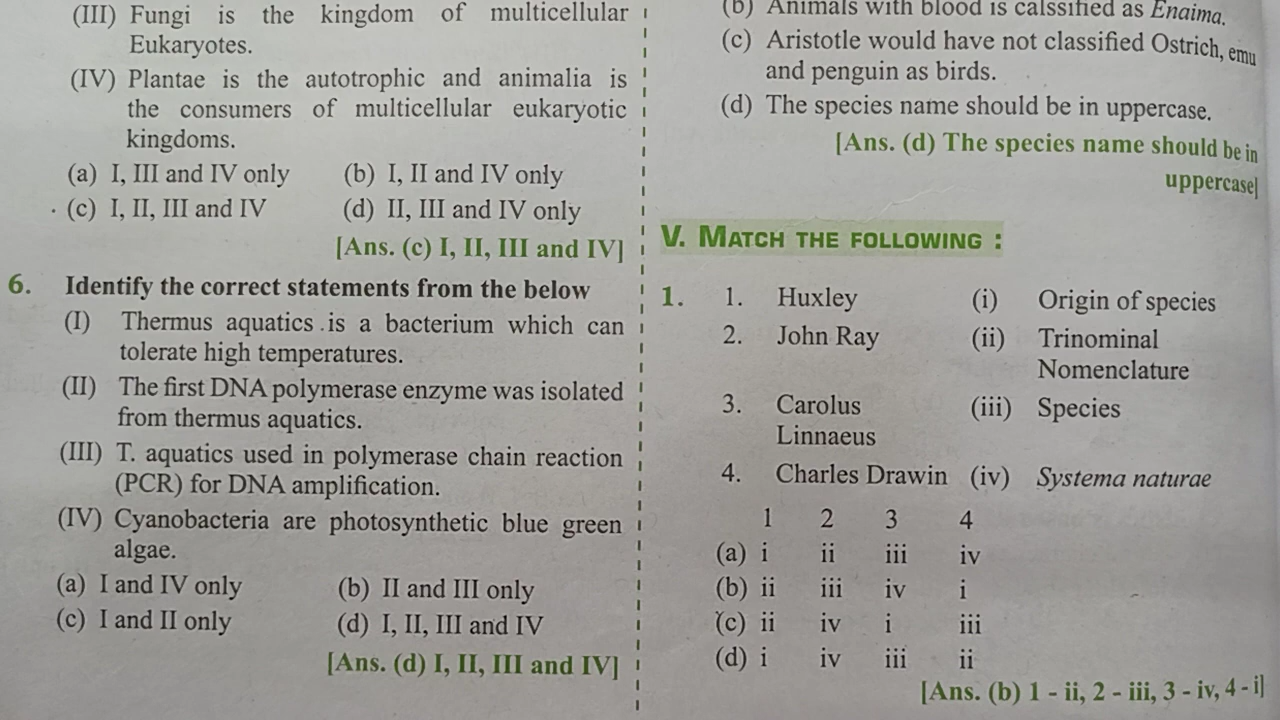 (III) Fungi is the kingdom of multicellular
Eukaryotes.
(IV) Plantae is the autotrophic and animalia is
the consumers of multicellular eukaryotic
kingdoms.
(a) I, III and IV only (b) I, II and IV only
(c) I, II, III and IV (d) II, III and IV only
[Ans. (c) I, II, III and IV]
6. Identify the correct statements from the below
(I) Thermus aquatics is a bacterium which can
tolerate high temperatures.
(II) The first DNA polymerase enzyme was isolated
from thermus aquatics.
(III) T. aquatics used in polymerase chain reaction
(PCR) for DNA amplification.
(IV) Cyanobacteria are photosynthetic blue green
algae.
(a) I and IV only (b) II and III only
(c) I and II only (d) I, II, III and IV
[Ans. (d) I, II, III and IV]
(b) Animals with blood is calssified as Enaima.
(c) Aristotle would have not classified Ostrich, emu
and penguin as birds.
(d) The species name should be in uppercase.
[Ans. (d) The species name should be in
uppercase]
V. MATCH THE FOLLOWING :
1. 1. Huxley (i) Origin of species
2. John Ray (ii) Trinominal
Nomenclature
3. Carolus (iii) Species
Linnaeus
4. Charles Drawin (iv) Systema naturae
1 2 3 4
(a) i ii iii iv
(b) ii iii iv i
(c) ii iv i iii
(d) i iv iii ii
[Ans. (b) 1 - ii, 2 - iii, 3 - iv, 4 - i]